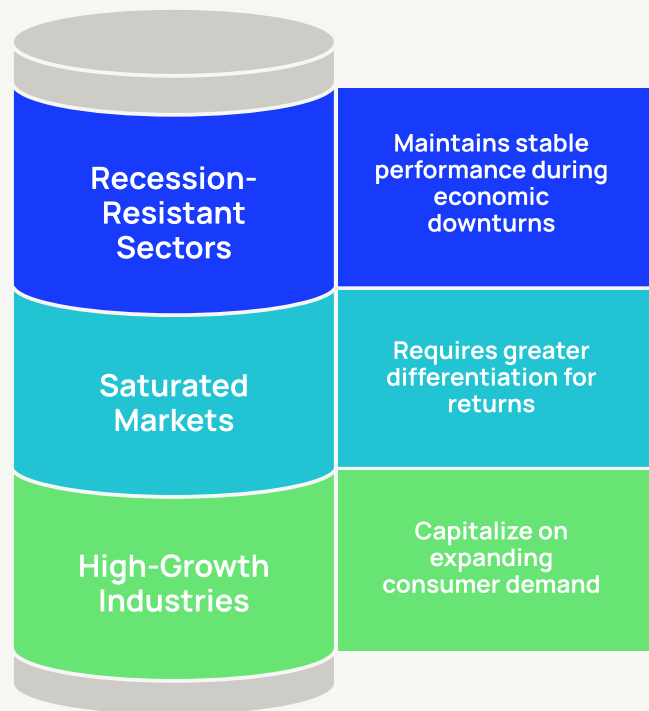 Recession-
Resistant
Sectors
Maintains stable
performance during
economic
downturns
Saturated
Markets
Requires greater
differentiation for
returns
High-Growth
Industries
Capitalize on
expanding
consumer demand